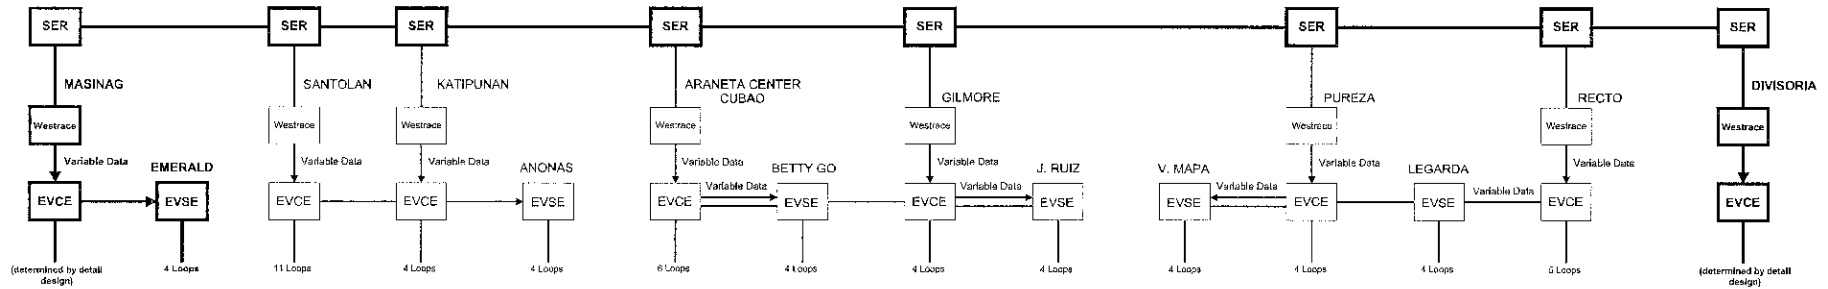 SER SER SER SER SER SER SER SER
MASINAG SANTOLAN KATIPUNAN ARANETA CENTER CUBAO GILMORE PUREZA RECTO DIVISORIA
Westrace Westrace Westrace Westrace Westrace Westrace Westrace Westrace
Variable Data Variable Data Variable Data Variable Data Variable Data Variable Data Variable Data
EMERALD ANONAS BETTY GO J. RUIZ V. MAPA LEGARDA
Variable Data Variable Data Variable Data
EVCE EVSE EVCE EVCE EVSE EVCE EVSE EVCE EVSE EVSE EVCE EVSE EVCE EVCE
(determined by detail design) 4 Loops 11 Loops 4 Loops 4 Loops 6 Loops 4 Loops 4 Loops 4 Loops 4 Loops 4 Loops 4 Loops (determined by detail design)